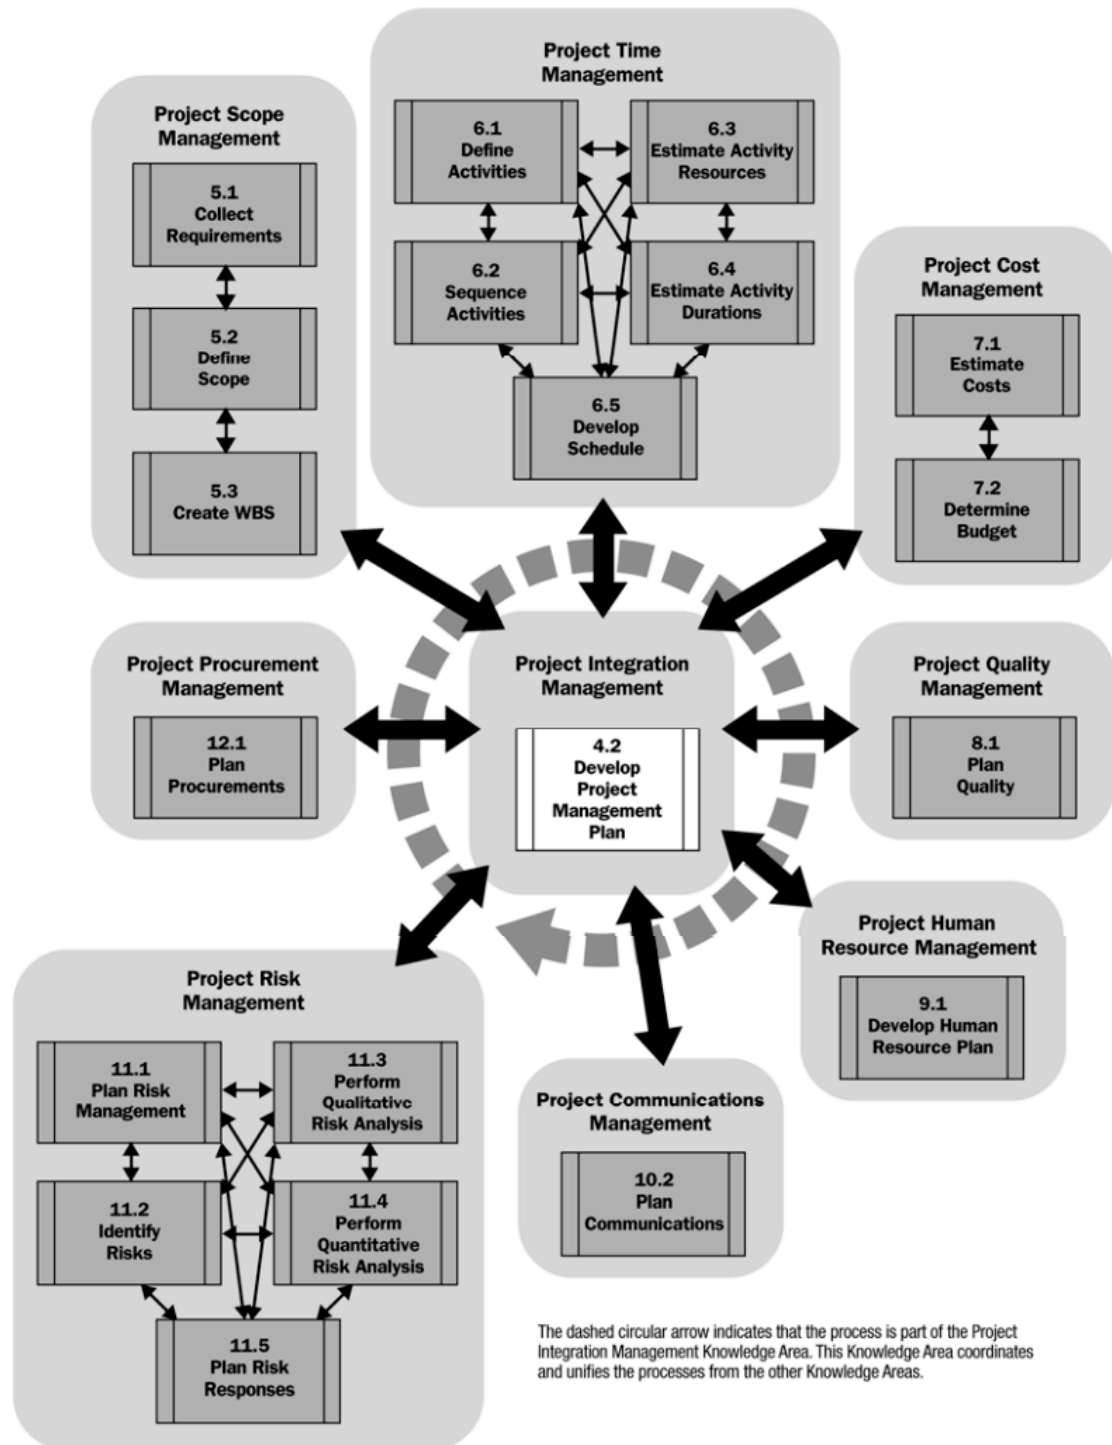 Project Time
Management
6.1
Define
Activities
6.3
Estimate Activity
Resources
6.2
Sequence
Activities
6.4
Estimate Activity
Durations
6.5
Develop
Schedule
Project Scope
Management
5.1
Collect
Requirements
5.2
Define
Scope
5.3
Create WBS
Project Cost
Management
7.1
Estimate
Costs
7.2
Determine
Budget
Project Procurement
Management
12.1
Plan
Procurements
Project Integration
Management
4.2
Develop
Project
Management
Plan
Project Quality
Management
8.1
Plan
Quality
Project Human
Resource Management
9.1
Develop Human
Resource Plan
Project Risk
Management
11.1
Plan Risk
Management
11.3
Perform
Qualitative
Risk Analysis
11.2
Identify
Risks
11.4
Perform
Quantitative
Risk Analysis
11.5
Plan Risk
Responses
Project Communications
Management
10.2
Plan
Communications
The dashed circular arrow indicates that the process is part of the Project
Integration Management Knowledge Area. This Knowledge Area coordinates
and unifies the processes from the other Knowledge Areas.